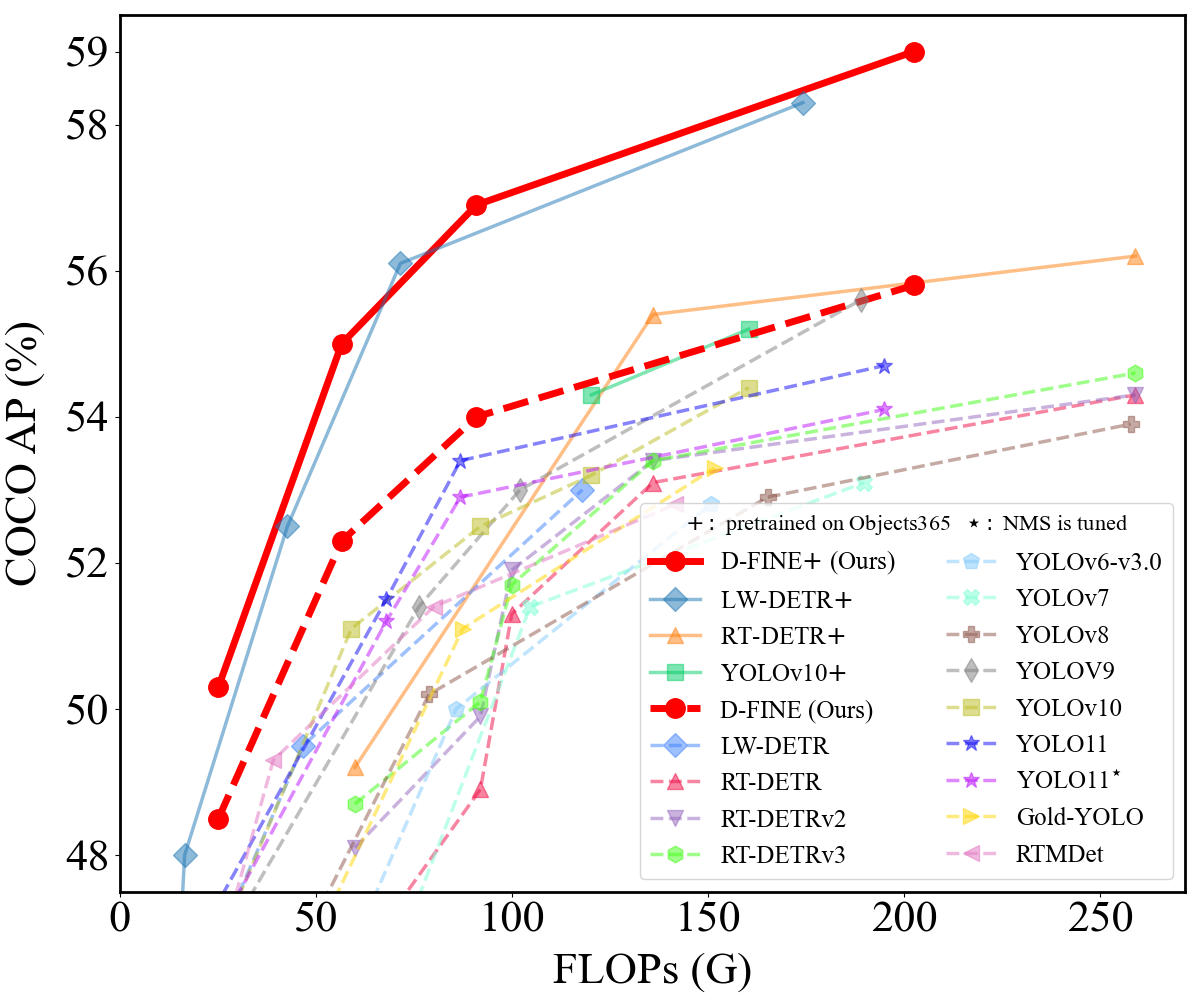 59
58
56
54
52
50
48
COCO AP (%)
0 50 100 150 200 250
FLOPs (G)
+ : pretrained on Objects365 ⋆ : NMS is tuned
D-FINE+ (Ours)
LW-DETR+
RT-DETR+
YOLOv10+
D-FINE (Ours)
LW-DETR
RT-DETR
RT-DETRv2
RT-DETRv3
YOLOv6-v3.0
YOLOv7
YOLOv8
YOLOV9
YOLOv10
YOLO11
YOLO11⋆
Gold-YOLO
RTMDet